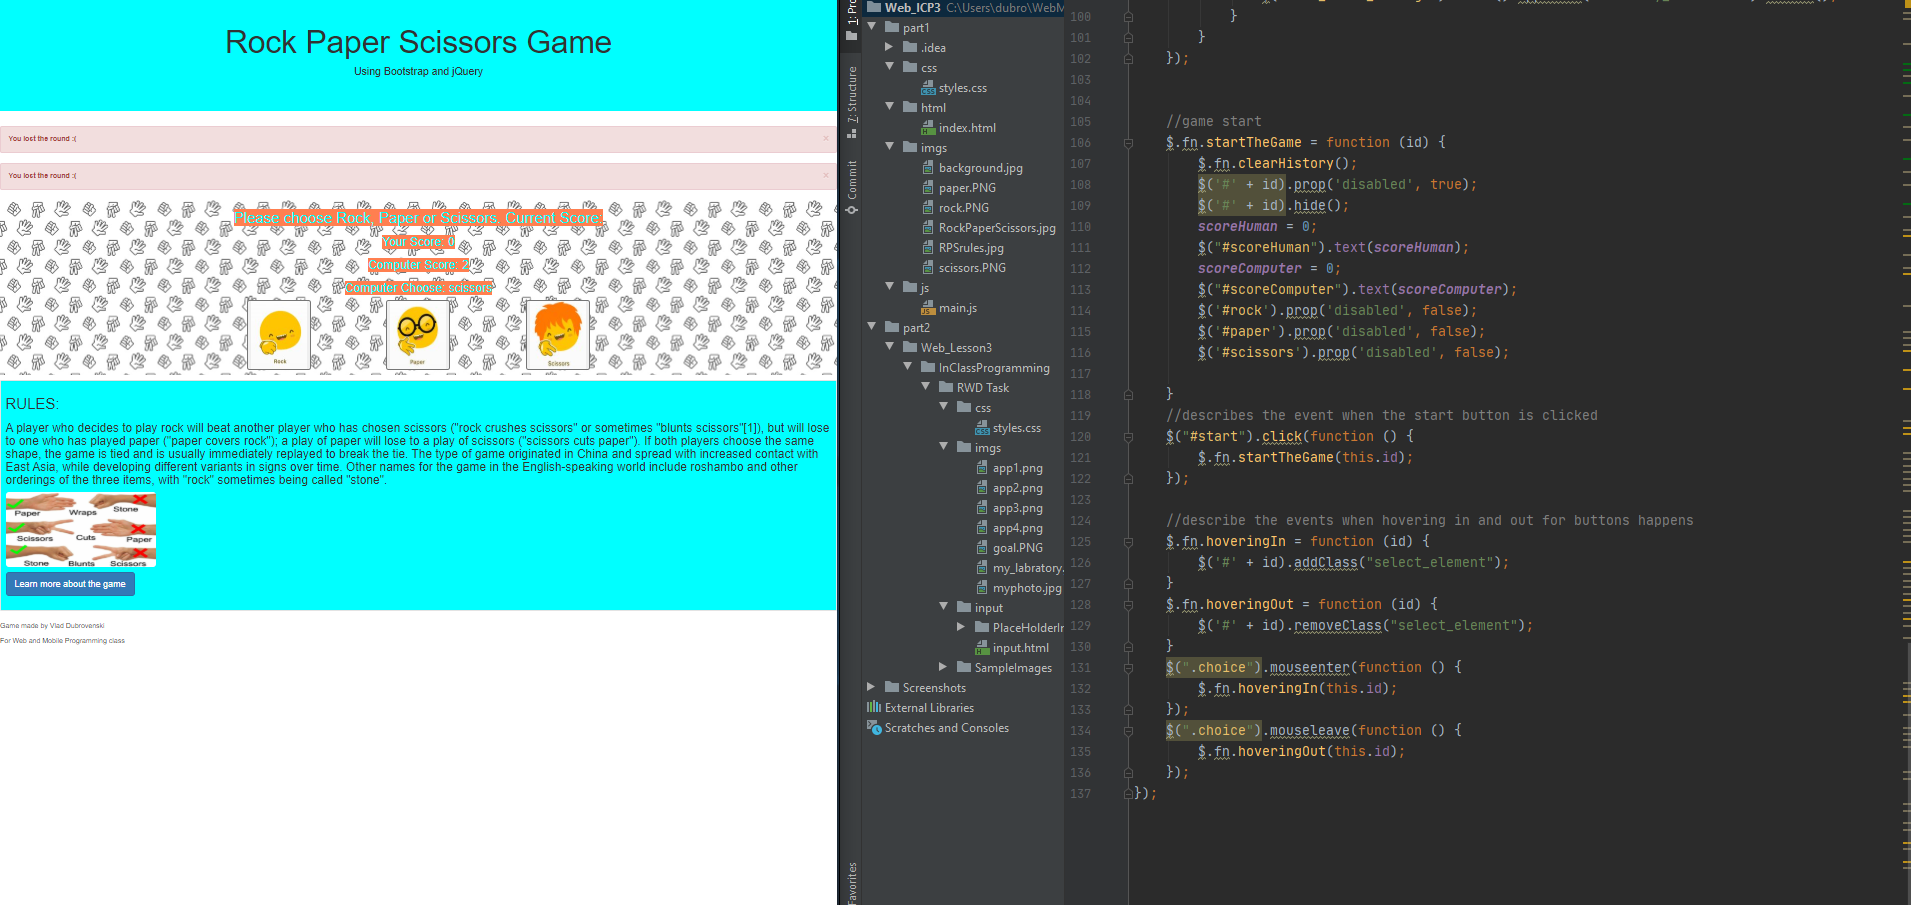 Rock Paper Scissors Game
Using Bootstrap and jQuery
You lost the round :(
×
You lost the round :(
×
Please choose Rock, Paper or Scissors. Current Score:
Your Score: 0
Computer Score: 2
Computer Choose: scissors
Rock
Paper
Scissors
RULES:
A player who decides to play rock will beat another player who has chosen scissors ("rock crushes scissors" or sometimes "blunts scissors"[1]), but will lose
to one who has played paper ("paper covers rock"); a play of paper will lose to a play of scissors ("scissors cuts paper"). If both players choose the same
shape, the game is tied and is usually immediately replayed to break the tie. The type of game originated in China and spread with increased contact with
East Asia, while developing different variants in signs over time. Other names for the game in the English-speaking world include roshambo and other
orderings of the three items, with "rock" sometimes being called "stone".
Paper Wraps Stone
Scissors Cuts Paper
Stone Blunts Scissors
Learn more about the game
Game made by Vlad Dubrovenski
For Web and Mobile Programming class
7: Structure
Commit
Favorites
Web_ICP3 C:\Users\dubro\WebM
part1
.idea
css
styles.css
html
index.html
imgs
background.jpg
paper.PNG
rock.PNG
RockPaperScissors.jpg
RPSrules.jpg
scissors.PNG
js
main.js
part2
Web_Lesson3
InClassProgramming
RWD Task
css
styles.css
imgs
app1.png
app2.png
app3.png
app4.png
goal.PNG
my_labratory.
myphoto.jpg
input
PlaceHolderIr
input.html
SampleImages
Screenshots
External Libraries
Scratches and Consoles
100 }
101 }
102 });
103
104
105 //game start
106 $.fn.startTheGame = function (id) {
107 $.fn.clearHistory();
108 $('#' + id).prop('disabled', true);
109 $('#' + id).hide();
110 scoreHuman = 0;
111 $("#scoreHuman").text(scoreHuman);
112 scoreComputer = 0;
113 $("#scoreComputer").text(scoreComputer);
114 $('#rock').prop('disabled', false);
115 $('#paper').prop('disabled', false);
116 $('#scissors').prop('disabled', false);
117
118 }
119 //describes the event when the start button is clicked
120 $("#start").click(function () {
121 $.fn.startTheGame(this.id);
122 });
123
124 //describe the events when hovering in and out for buttons happens
125 $.fn.hoveringIn = function (id) {
126 $('#' + id).addClass("select_element");
127 }
128 $.fn.hoveringOut = function (id) {
129 $('#' + id).removeClass("select_element");
130 }
131 $(".choice").mouseenter(function () {
132 $.fn.hoveringIn(this.id);
133 });
134 $(".choice").mouseleave(function () {
135 $.fn.hoveringOut(this.id);
136 });
137 });